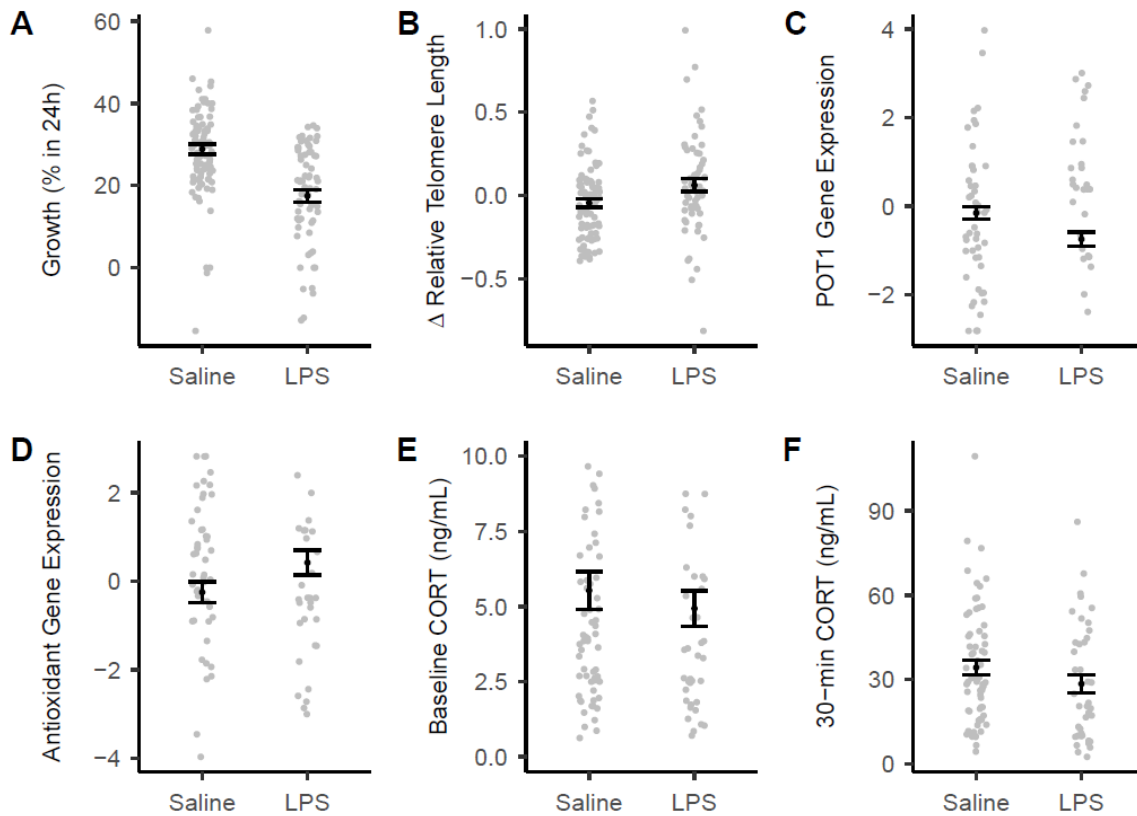 A
Growth (% in 24h)
60
40
20
0
Saline LPS
B
Δ Relative Telomere Length
1.0
0.5
0.0
−0.5
Saline LPS
C
POT1 Gene Expression
4
2
0
−2
Saline LPS
D
Antioxidant Gene Expression
2
0
−2
−4
Saline LPS
E
Baseline CORT (ng/mL)
10.0
7.5
5.0
2.5
0.0
Saline LPS
F
30−min CORT (ng/mL)
90
60
30
0
Saline LPS